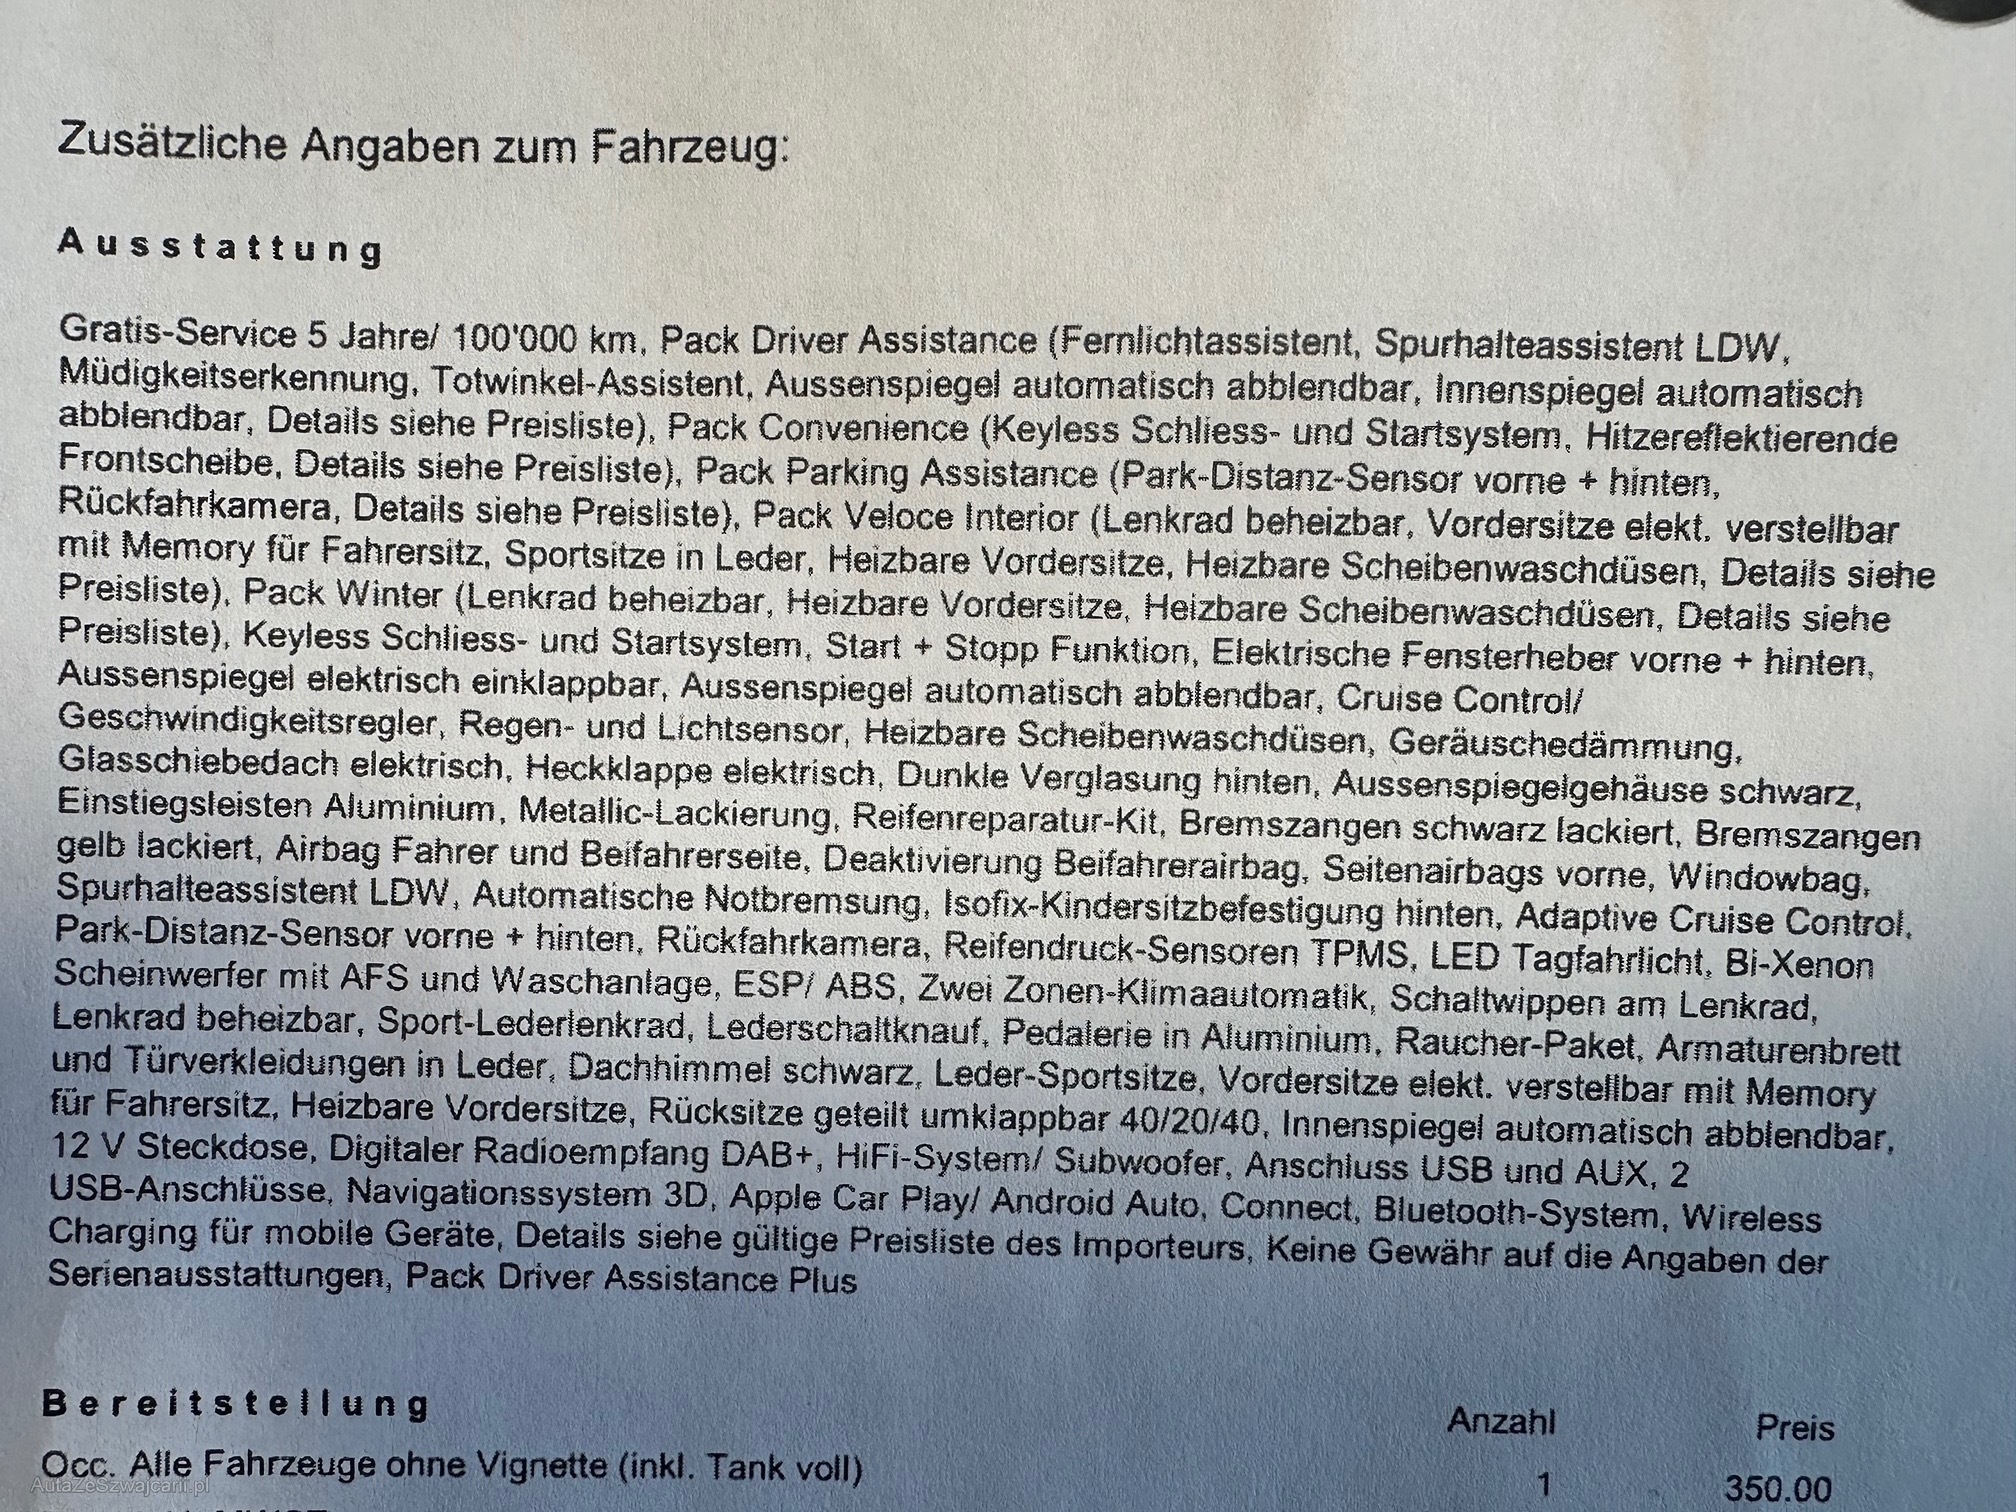 Zusätzliche Angaben zum Fahrzeug:
Ausstattung
Gratis-Service 5 Jahre/ 100'000 km, Pack Driver Assistance (Fernlichtassistent, Spurhalteassistent LDW,
Müdigkeitserkennung, Totwinkel-Assistent, Aussenspiegel automatisch abblendbar, Innenspiegel automatisch
abblendbar, Details siehe Preisliste), Pack Convenience (Keyless Schliess- und Startsystem, Hitzereflektierende
Frontscheibe, Details siehe Preisliste), Pack Parking Assistance (Park-Distanz-Sensor vorne + hinten,
Rückfahrkamera, Details siehe Preisliste), Pack Veloce Interior (Lenkrad beheizbar, Vordersitze elekt. verstellbar
mit Memory für Fahrersitz, Sportsitze in Leder, Heizbare Vordersitze, Heizbare Scheibenwaschdüsen, Details siehe
Preisliste), Pack Winter (Lenkrad beheizbar, Heizbare Vordersitze, Heizbare Scheibenwaschdüsen, Details siehe
Preisliste), Keyless Schliess- und Startsystem, Start + Stopp Funktion, Elektrische Fensterheber vorne + hinten,
Aussenspiegel elektrisch einklappbar, Aussenspiegel automatisch abblendbar, Cruise Control/
Geschwindigkeitsregler, Regen- und Lichtsensor, Heizbare Scheibenwaschdüsen, Geräuschedämmung,
Glasschiebedach elektrisch, Heckklappe elektrisch, Dunkle Verglasung hinten, Aussenspiegelgehäuse schwarz,
Einstiegsleisten Aluminium, Metallic-Lackierung, Reifenreparatur-Kit, Bremszangen schwarz lackiert, Bremszangen
gelb lackiert, Airbag Fahrer und Beifahrerseite, Deaktivierung Beifahrerairbag, Seitenairbags vorne, Windowbag,
Spurhalteassistent LDW, Automatische Notbremsung, Isofix-Kindersitzbefestigung hinten, Adaptive Cruise Control,
Park-Distanz-Sensor vorne + hinten, Rückfahrkamera, Reifendruck-Sensoren TPMS, LED Tagfahrlicht, Bi-Xenon
Scheinwerfer mit AFS und Waschanlage, ESP/ ABS, Zwei Zonen-Klimaautomatik, Schaltwippen am Lenkrad,
Lenkrad beheizbar, Sport-Lederlenkrad, Lederschaltknauf, Pedalerie in Aluminium, Raucher-Paket, Armaturenbrett
und Türverkleidungen in Leder, Dachhimmel schwarz, Leder-Sportsitze, Vordersitze elekt. verstellbar mit Memory
für Fahrersitz, Heizbare Vordersitze, Rücksitze geteilt umklappbar 40/20/40, Innenspiegel automatisch abblendbar,
12 V Steckdose, Digitaler Radioempfang DAB+, HiFi-System/ Subwoofer, Anschluss USB und AUX, 2
USB-Anschlüsse, Navigationssystem 3D, Apple Car Play/ Android Auto, Connect, Bluetooth-System, Wireless
Charging für mobile Geräte, Details siehe gültige Preisliste des Importeurs, Keine Gewähr auf die Angaben der
Serienausstattungen, Pack Driver Assistance Plus
Bereitstellung Anzahl Preis
Occ. Alle Fahrzeuge ohne Vignette (inkl. Tank voll) 1 350.00
AutaZeSzwajcarii.pl